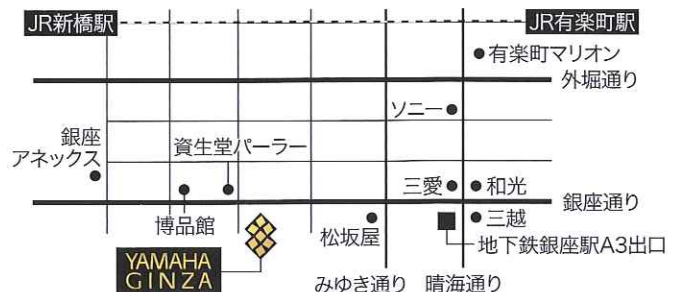 JR新橋駅
JR有楽町駅
有楽町マリオン
外堀通り
ソニー
銀座
アネックス
資生堂パーラー
三愛
和光
銀座通り
博品館
松坂屋
三越
地下鉄銀座駅A3出口
YAMAHA
GINZA
みゆき通り
晴海通り